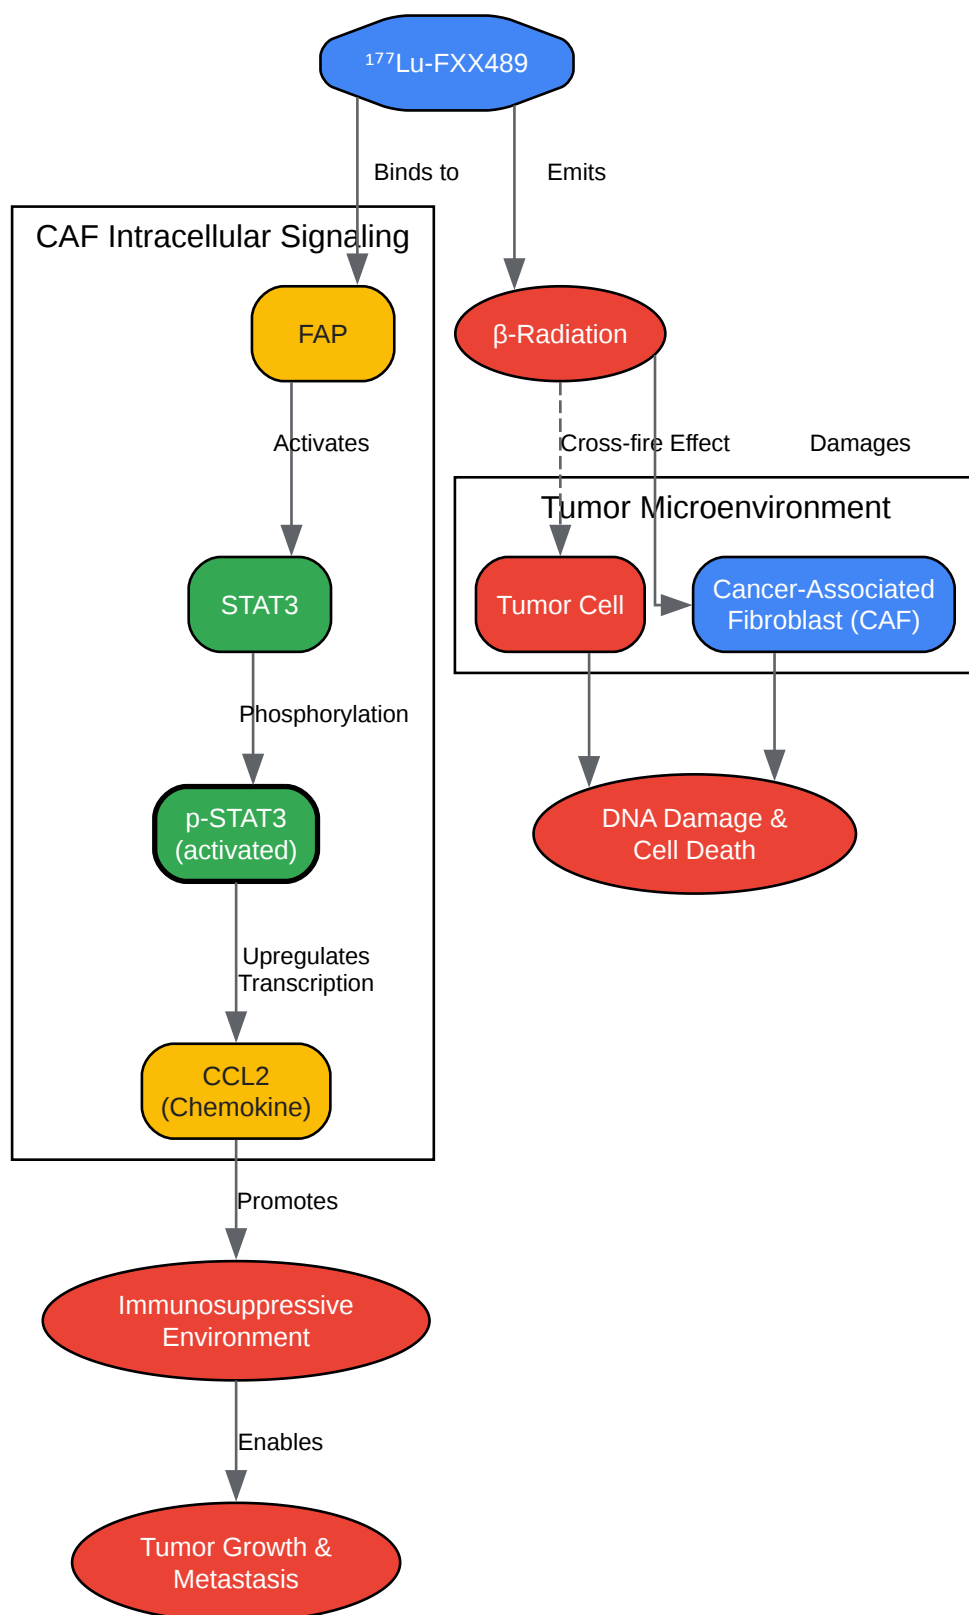 ¹⁷⁷Lu-FXX489
Binds to
Emits
CAF Intracellular Signaling
FAP
β-Radiation
Activates
Cross-fire Effect
Damages
Tumor Microenvironment
STAT3
Tumor Cell
Cancer-Associated
Fibroblast (CAF)
Phosphorylation
p-STAT3
(activated)
DNA Damage &
Cell Death
Upregulates
Transcription
CCL2
(Chemokine)
Promotes
Immunosuppressive
Environment
Enables
Tumor Growth &
Metastasis